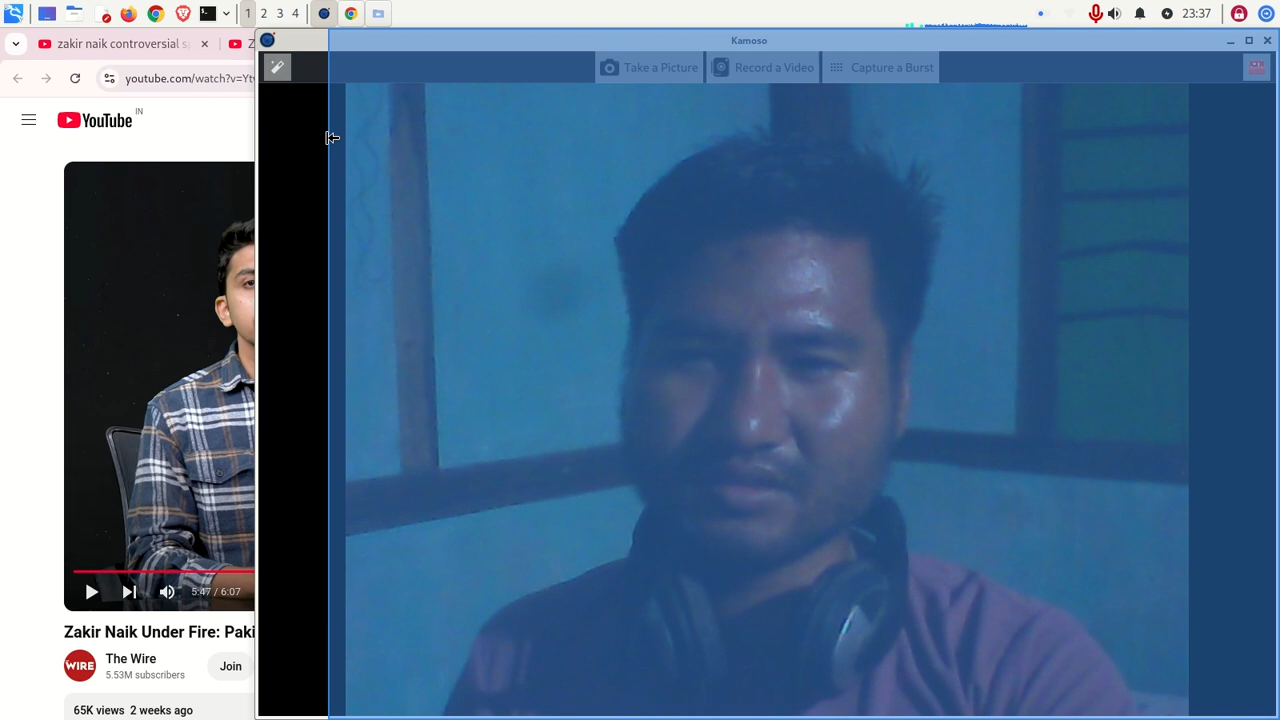 1 2 3 4
23:37
zakir naik controversial s
youtube.com/watch?v=Yt
YouTube IN
Kamoso
Take a Picture
Record a Video
Capture a Burst
5:47 / 6:07
Zakir Naik Under Fire: Paki
WIRE
The Wire
5.53M subscribers
Join
65K views 2 weeks ago